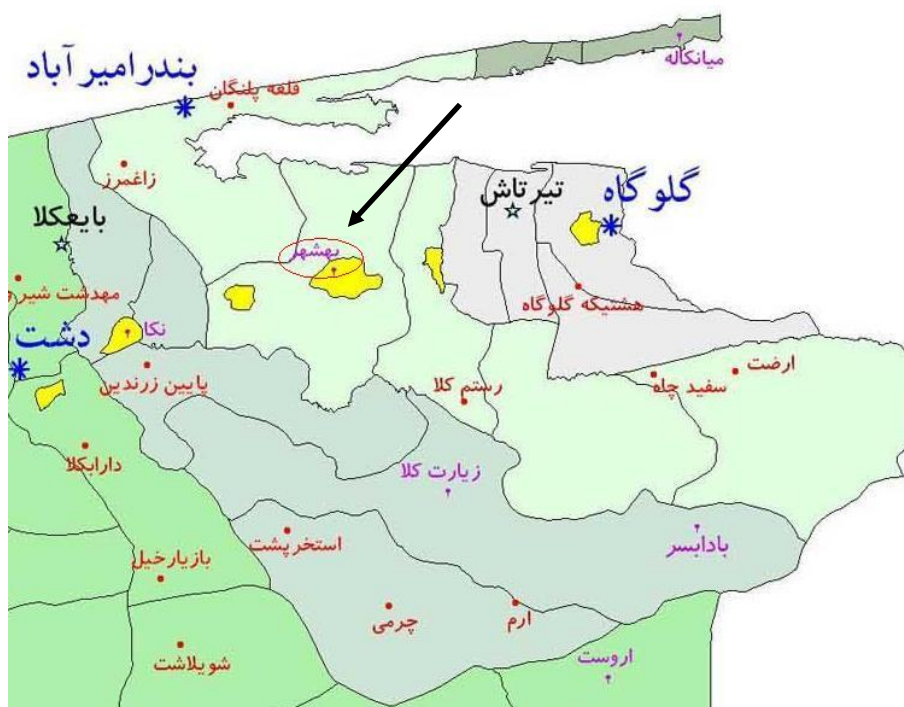 میانکاله
بندرامیر آباد
قلعه پلنگان
زاغمرز
تیرتاش
گلوگاه
بایعکلا
بهشهر
مهدشت شیر و
هشتیکه گلوگاه
نکا
دشت
پایین زرندین
رستم کلا
سفید چاه
ارضت
دارابکلا
زیارت کلا
استخرپشت
بادابسر
بازیارخیل
چرمی
ارم
شویلاشت
اروست